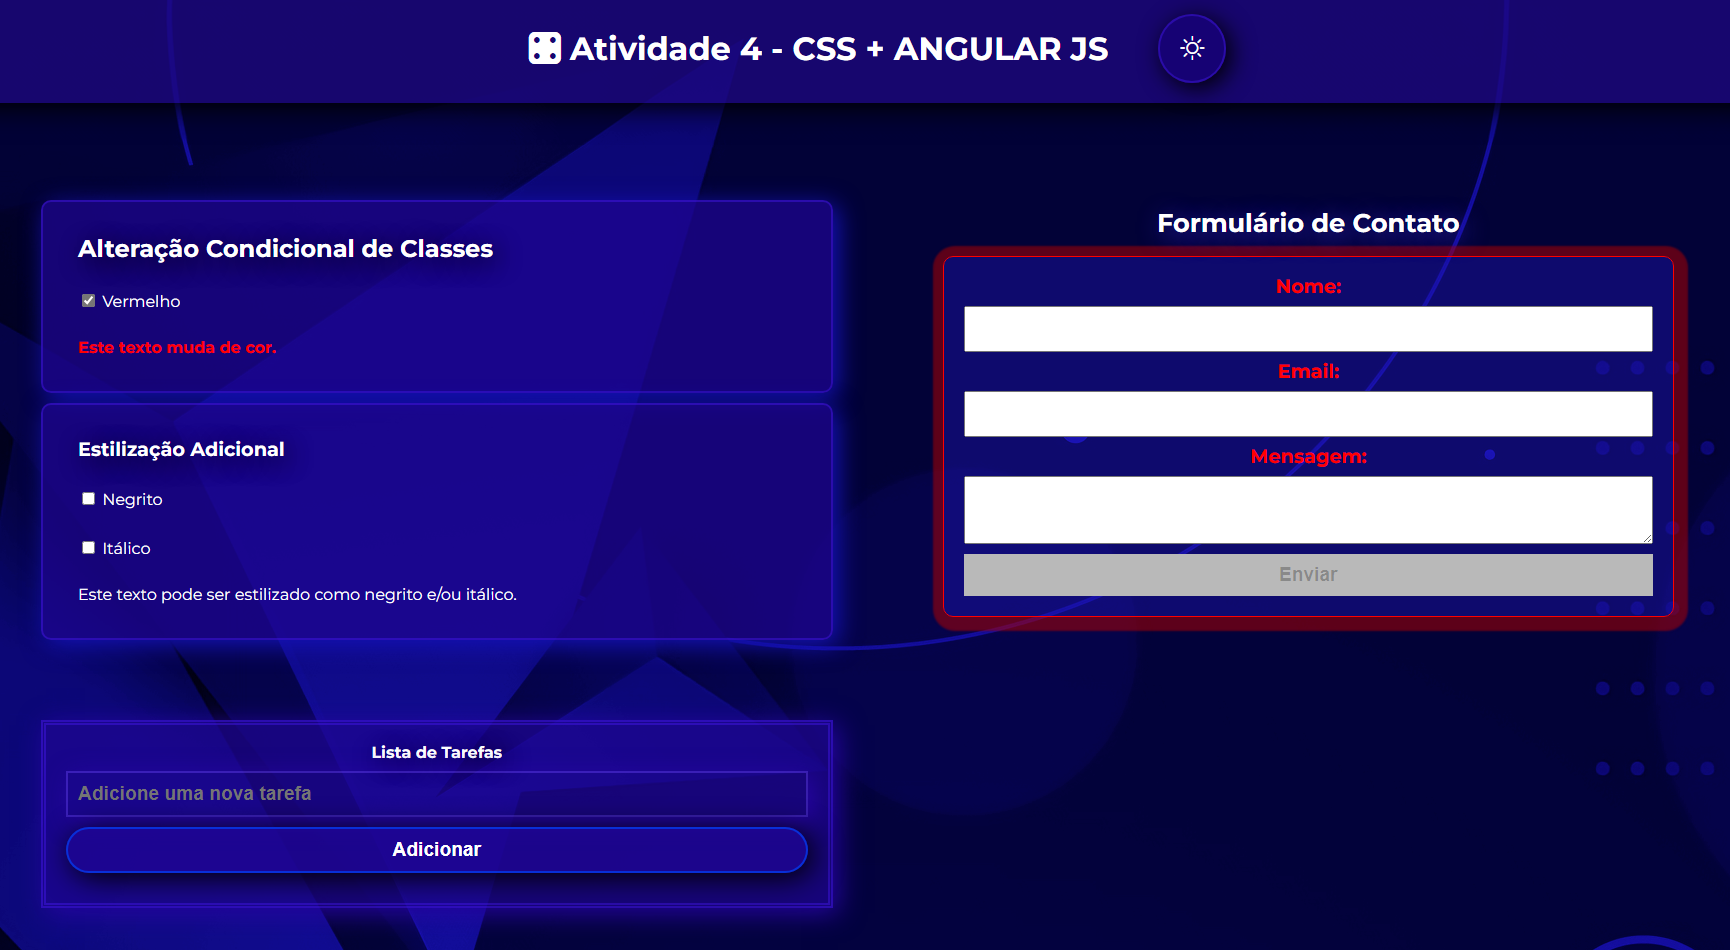 Atividade 4 - CSS + ANGULAR JS
Alteração Condicional de Classes
Vermelho
Este texto muda de cor.
Estilização Adicional
Negrito
Itálico
Este texto pode ser estilizado como negrito e/ou itálico.
Lista de Tarefas
Adicione uma nova tarefa
Adicionar
Formulário de Contato
Nome:
Email:
Mensagem:
Enviar